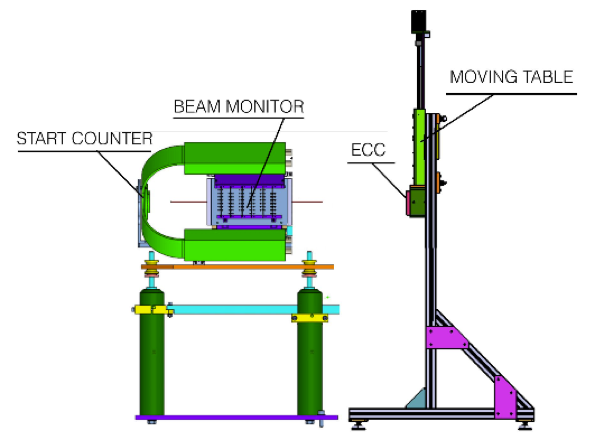 MOVING TABLE
BEAM MONITOR
START COUNTER
ECC